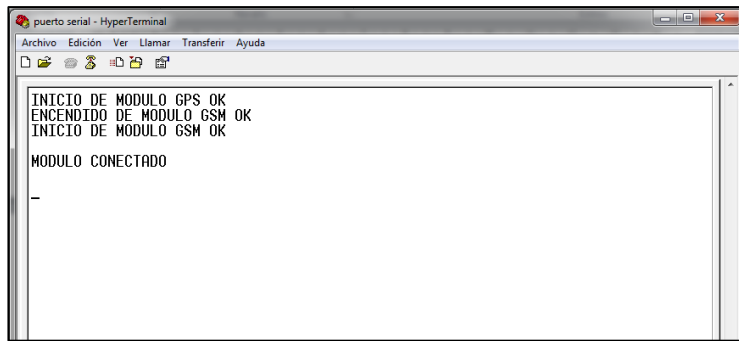 puerto serial - HyperTerminal
Archivo Edición Ver Llamar Transferir Ayuda
INICIO DE MODULO GPS OK
ENCENDIDO DE MODULO GSM OK
INICIO DE MODULO GSM OK
MODULO CONECTADO